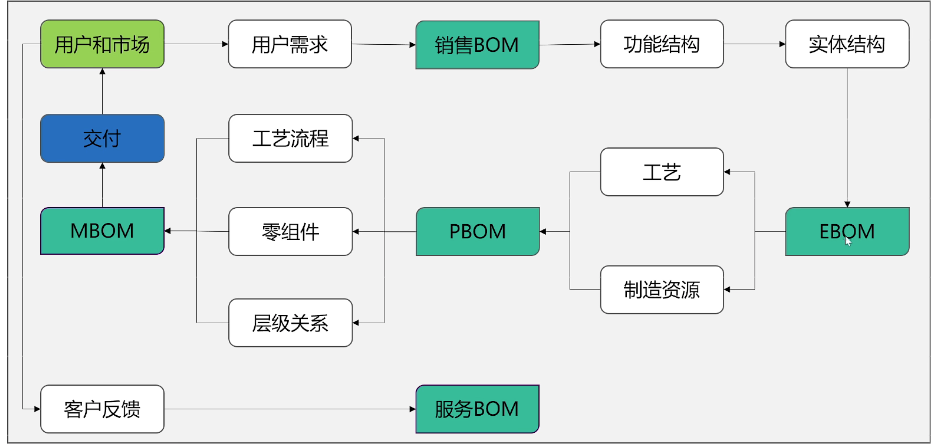 用户和市场
用户需求
销售BOM
功能结构
实体结构
交付
工艺流程
工艺
MBOM
零组件
PBOM
EBOM
制造资源
层级关系
客户反馈
服务BOM